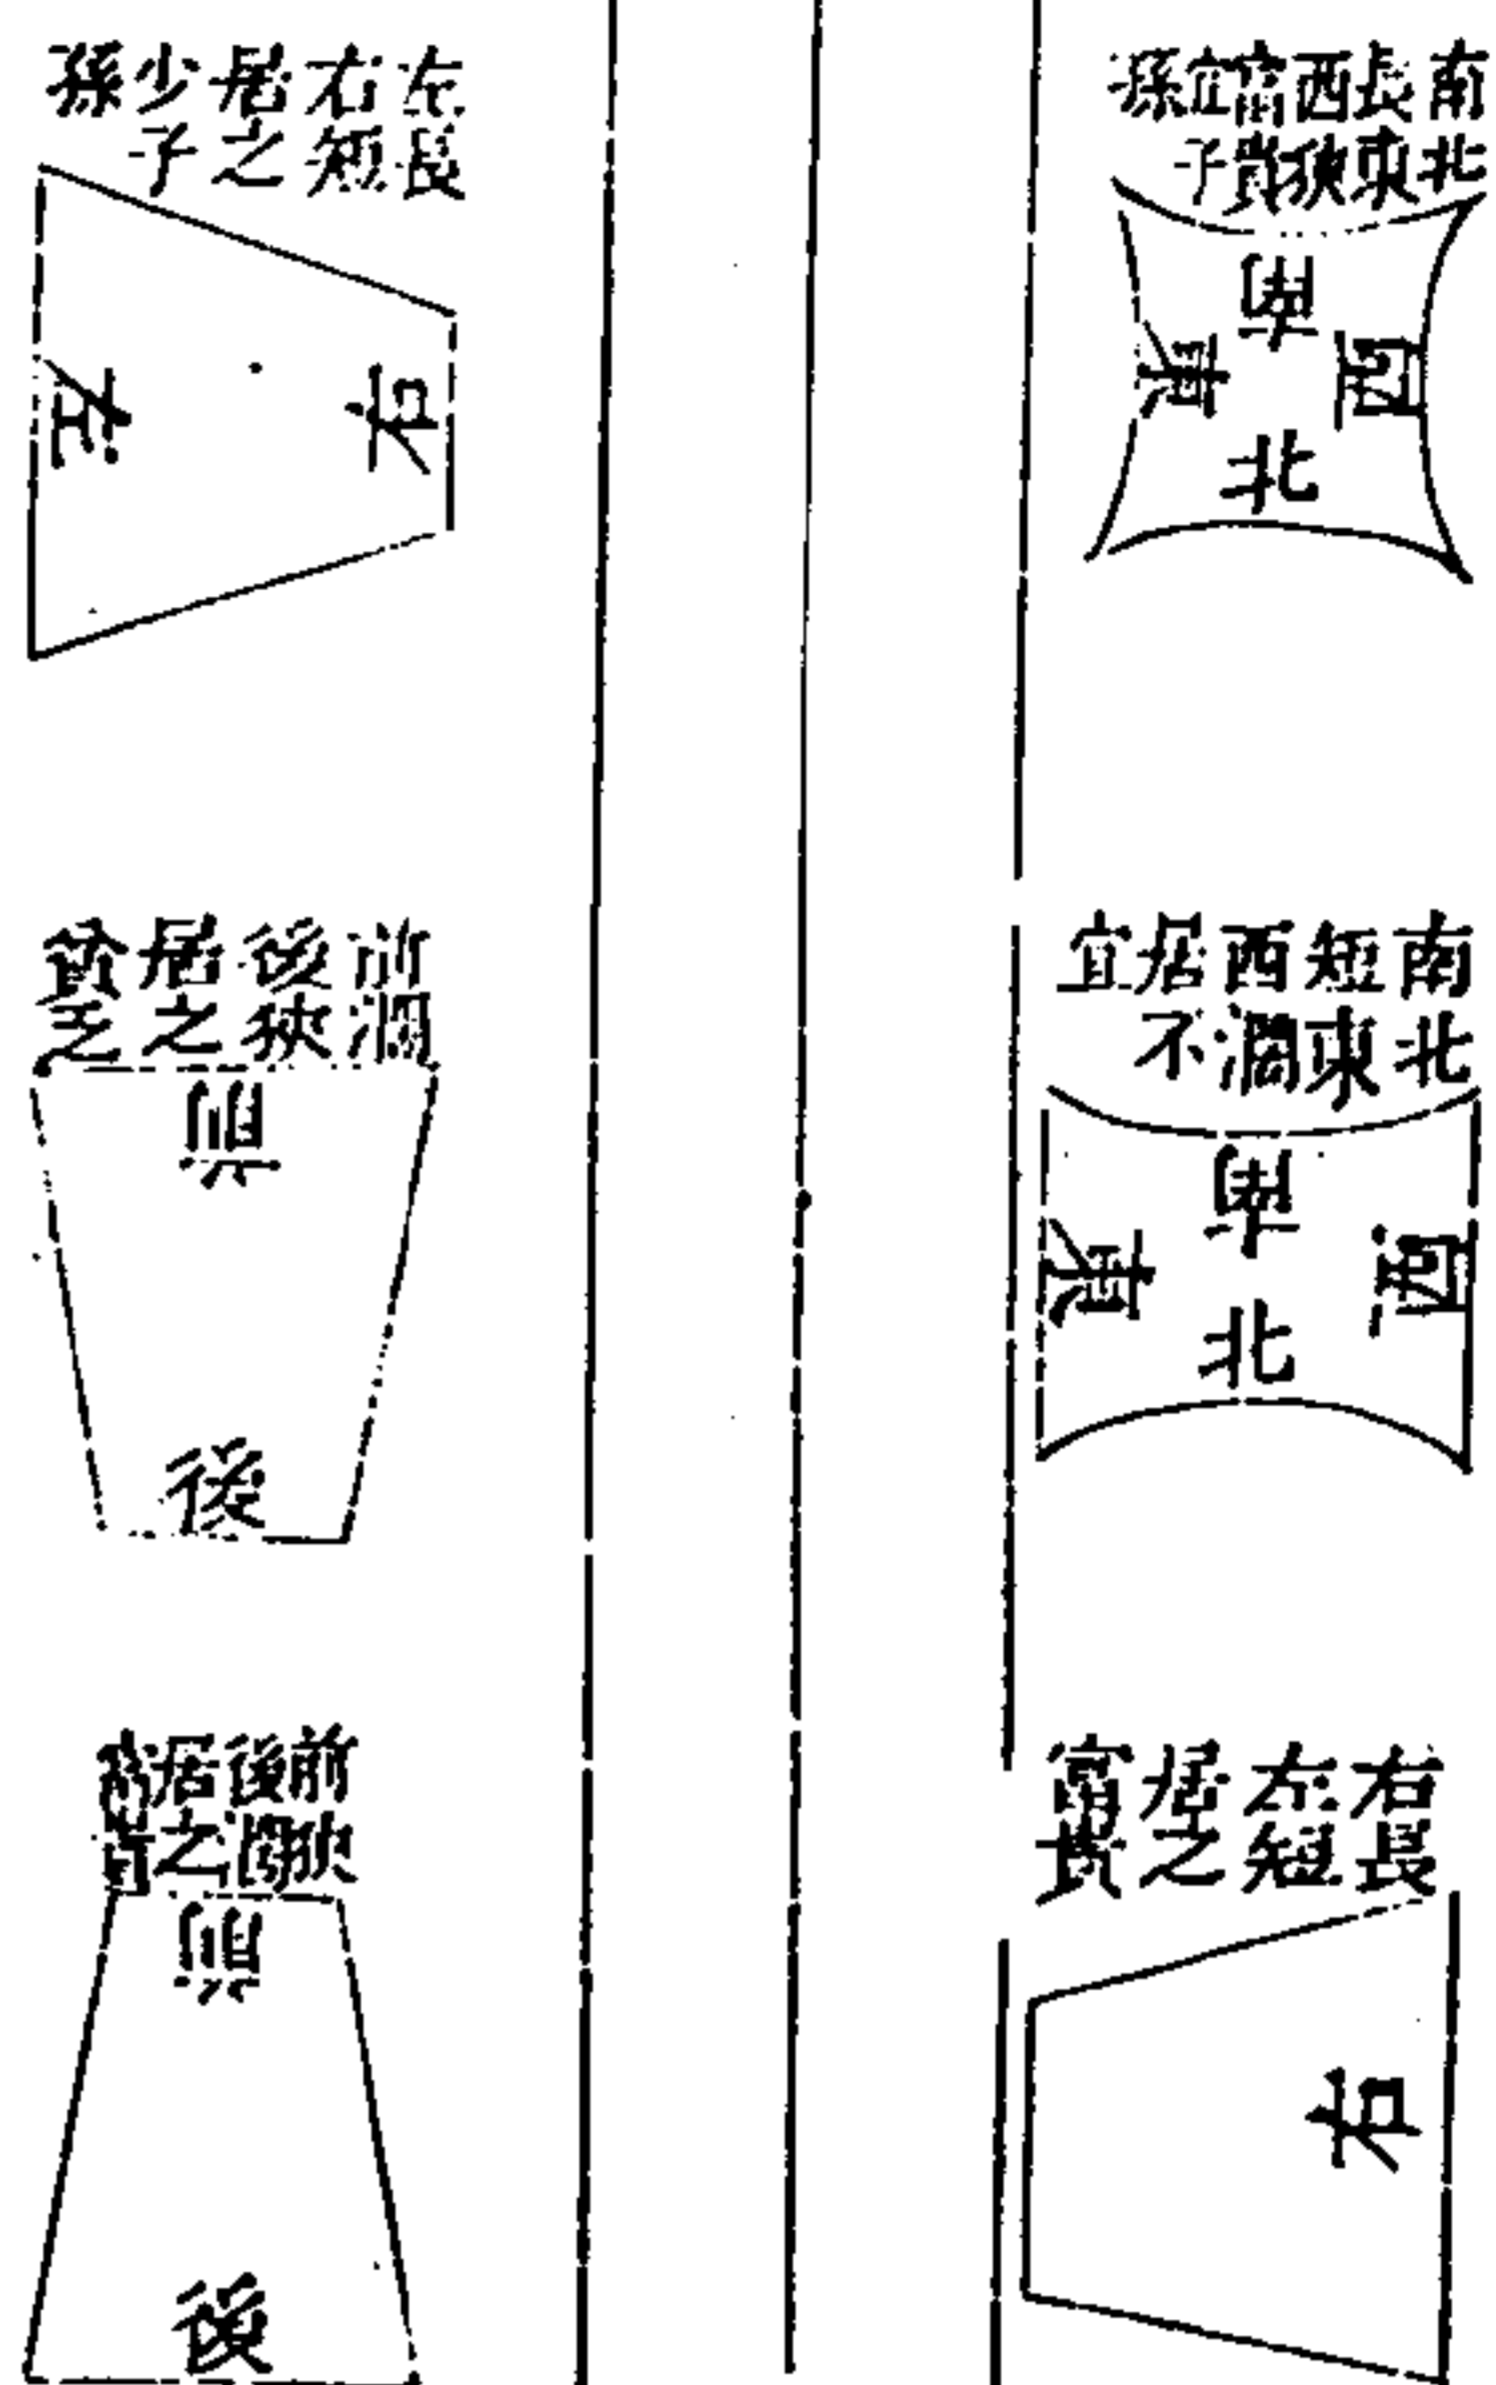 南北長東西狹富貴宜子孫
南
西
東
北
南北短東西濶居不宜
南
西
東
北
右長左短居之富貴
右
左長右短居之少子孫
右
左
前濶後狹居之貧乏
前
後
前狹後濶居之富貴
前
後